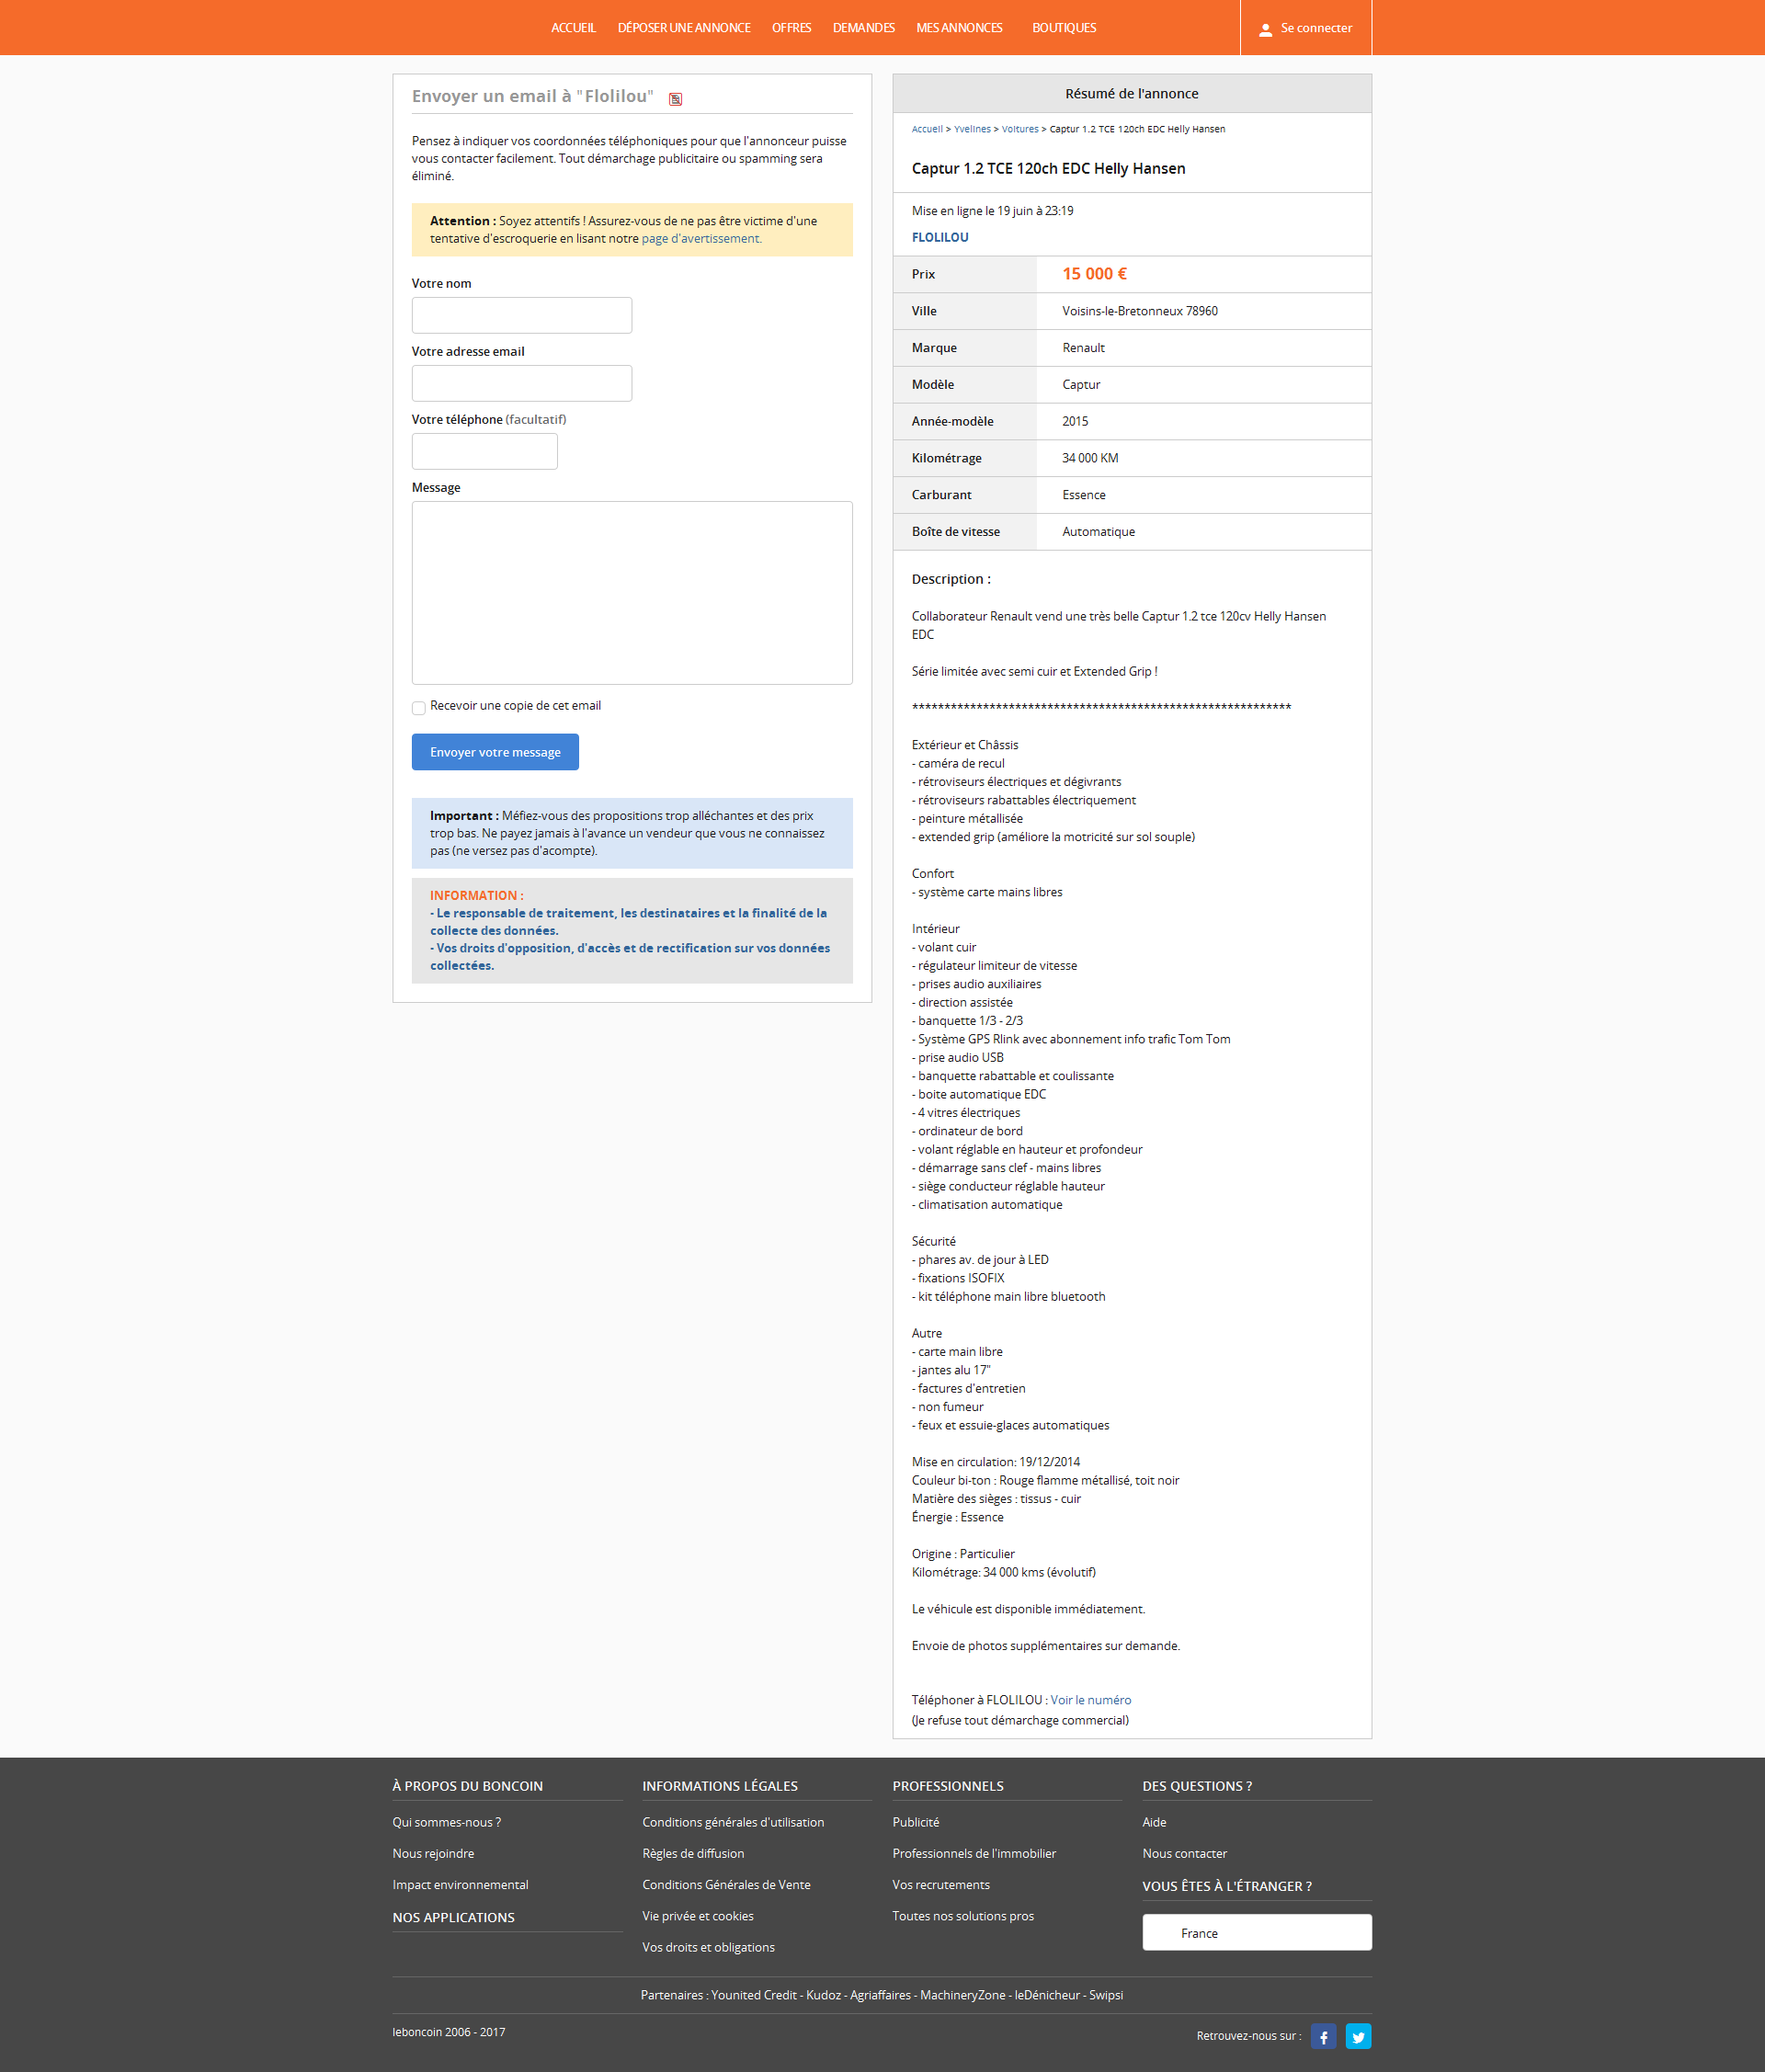 ACCUEIL DÉPOSER UNE ANNONCE OFFRES DEMANDES MES ANNONCES BOUTIQUES Se connecter
Envoyer un email à "Flolilou"
Pensez à indiquer vos coordonnées téléphoniques pour que l'annonceur puisse
vous contacter facilement. Tout démarchage publicitaire ou spamming sera
éliminé.
Attention : Soyez attentifs ! Assurez-vous de ne pas être victime d'une
tentative d'escroquerie en lisant notre page d'avertissement.
Votre nom
Votre adresse email
Votre téléphone (facultatif)
Message
Recevoir une copie de cet email
Envoyer votre message
Important : Méfiez-vous des propositions trop alléchantes et des prix
trop bas. Ne payez jamais à l'avance un vendeur que vous ne connaissez
pas (ne versez pas d'acompte).
INFORMATION :
- Le responsable de traitement, les destinataires et la finalité de la
collecte des données.
- Vos droits d'opposition, d'accès et de rectification sur vos données
collectées.
Résumé de l'annonce
Accueil > Yvelines > Voitures > Captur 1.2 TCE 120ch EDC Helly Hansen
Captur 1.2 TCE 120ch EDC Helly Hansen
Mise en ligne le 19 juin à 23:19
FLOLILOU
Prix 15 000 €
Ville Voisins-le-Bretonneux 78960
Marque Renault
Modèle Captur
Année-modèle 2015
Kilométrage 34 000 KM
Carburant Essence
Boîte de vitesse Automatique
Description :
Collaborateur Renault vend une très belle Captur 1.2 tce 120cv Helly Hansen
EDC
Série limitée avec semi cuir et Extended Grip !
************************************************************
Extérieur et Châssis
- caméra de recul
- rétroviseurs électriques et dégivrants
- rétroviseurs rabattables électriquement
- peinture métallisée
- extended grip (améliore la motricité sur sol souple)
Confort
- système carte mains libres
Intérieur
- volant cuir
- régulateur limiteur de vitesse
- prises audio auxiliaires
- direction assistée
- banquette 1/3 - 2/3
- Système GPS Rlink avec abonnement info trafic Tom Tom
- prise audio USB
- banquette rabattable et coulissante
- boite automatique EDC
- 4 vitres électriques
- ordinateur de bord
- volant réglable en hauteur et profondeur
- démarrage sans clef - mains libres
- siège conducteur réglable hauteur
- climatisation automatique
Sécurité
- phares av. de jour à LED
- fixations ISOFIX
- kit téléphone main libre bluetooth
Autre
- carte main libre
- jantes alu 17"
- factures d'entretien
- non fumeur
- feux et essuie-glaces automatiques
Mise en circulation: 19/12/2014
Couleur bi-ton : Rouge flamme métallisé, toit noir
Matière des sièges : tissus - cuir
Énergie : Essence
Origine : Particulier
Kilométrage: 34 000 kms (évolutif)
Le véhicule est disponible immédiatement.
Envoie de photos supplémentaires sur demande.
Téléphoner à FLOLILOU : Voir le numéro
(Je refuse tout démarchage commercial)
À PROPOS DU BONCOIN
Qui sommes-nous ?
Nous rejoindre
Impact environnemental
NOS APPLICATIONS
INFORMATIONS LÉGALES
Conditions générales d'utilisation
Règles de diffusion
Conditions Générales de Vente
Vie privée et cookies
Vos droits et obligations
PROFESSIONNELS
Publicité
Professionnels de l'immobilier
Vos recrutements
Toutes nos solutions pros
DES QUESTIONS ?
Aide
Nous contacter
VOUS ÊTES À L'ÉTRANGER ?
France
Partenaires : Younited Credit - Kudoz - Agriaffaires - MachineryZone - leDénicheur - Swipsi
leboncoin 2006 - 2017
Retrouvez-nous sur :